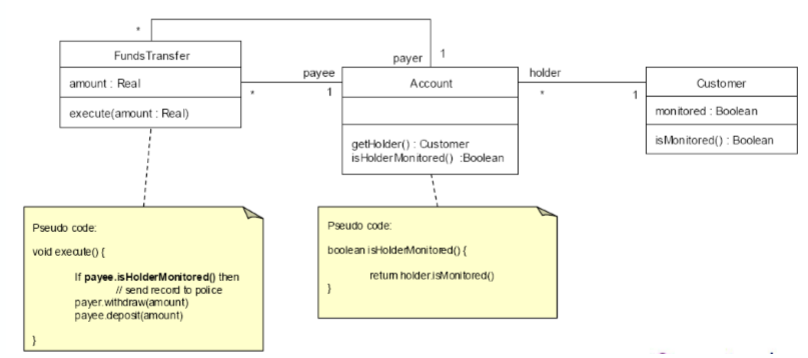 *
FundsTransfer
amount : Real
execute(amount : Real)
payee
*
1
payer
1
Account
getHolder() : Customer
isHolderMonitored() :Boolean
holder
*
1
Customer
monitored : Boolean
isMonitored() : Boolean
Pseudo code:
void execute() {
If payee.isHolderMonitored() then
// send record to police
payer.withdraw(amount)
payee.deposit(amount)
}
Pseudo code:
boolean isHolderMonitored() {
return holder.isMonitored()
}